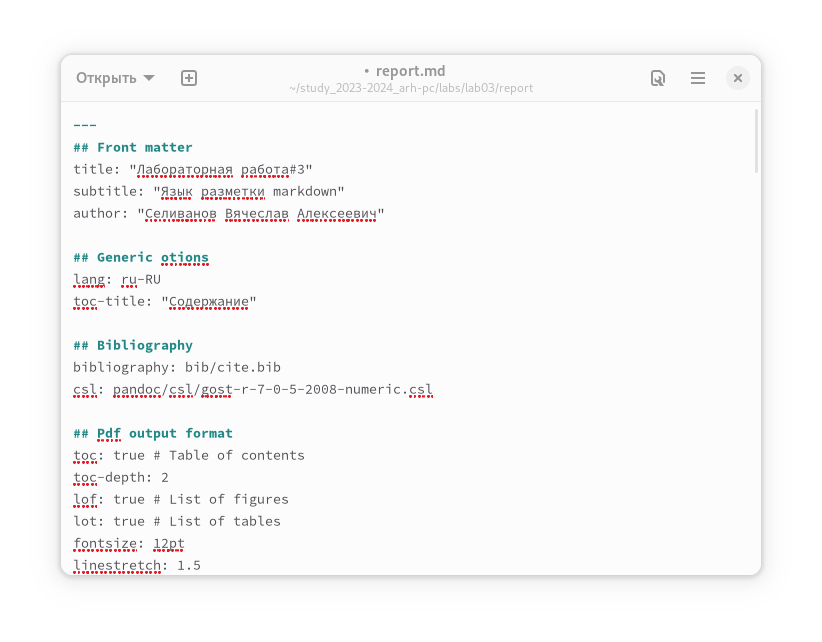 Открыть
• report.md
~/study_2023-2024_arh-pc/labs/lab03/report
---
## Front matter
title: "Лабораторная работа#3"
subtitle: "Язык разметки markdown"
author: "Селиванов Вячеслав Алексеевич"
## Generic otions
lang: ru-RU
toc-title: "Содержание"
## Bibliography
bibliography: bib/cite.bib
csl: pandoc/csl/gost-r-7-0-5-2008-numeric.csl
## Pdf output format
toc: true # Table of contents
toc-depth: 2
lof: true # List of figures
lot: true # List of tables
fontsize: 12pt
linestretch: 1.5